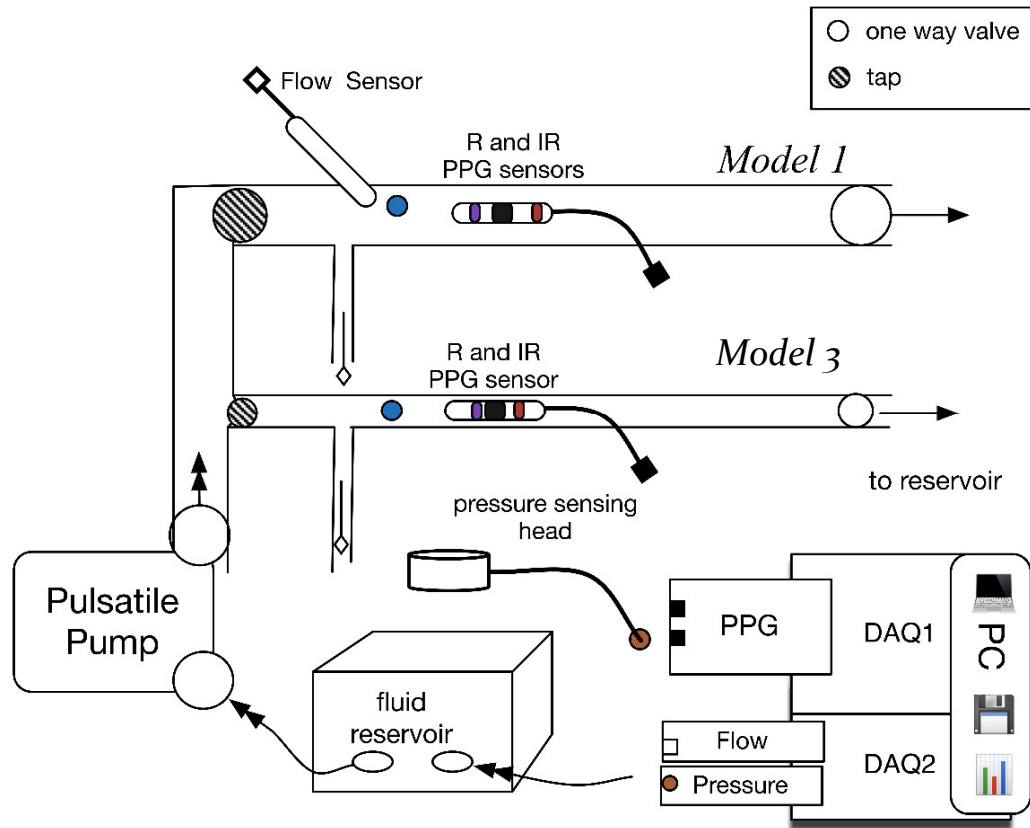 one way valve
tap
Flow Sensor
R and IR
PPG sensors
Model 1
R and IR
PPG sensor
Model 3
to reservoir
pressure sensing
head
Pulsatile
Pump
PPG
DAQ1
PC
fluid
reservoir
Flow
Pressure
DAQ2